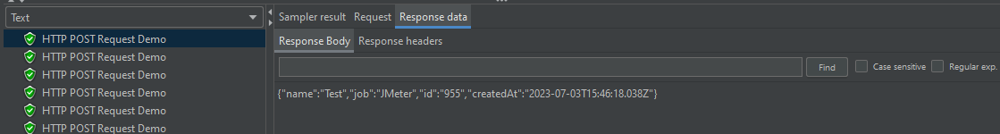 Text
Sampler result Request Response data
HTTP POST Request Demo
Response Body Response headers
HTTP POST Request Demo
HTTP POST Request Demo
Find Case sensitive Regular exp.
HTTP POST Request Demo
{"name":"Test","job":"JMeter","id":"955","createdAt":"2023-07-03T15:46:18.038Z"}
HTTP POST Request Demo
HTTP POST Request Demo